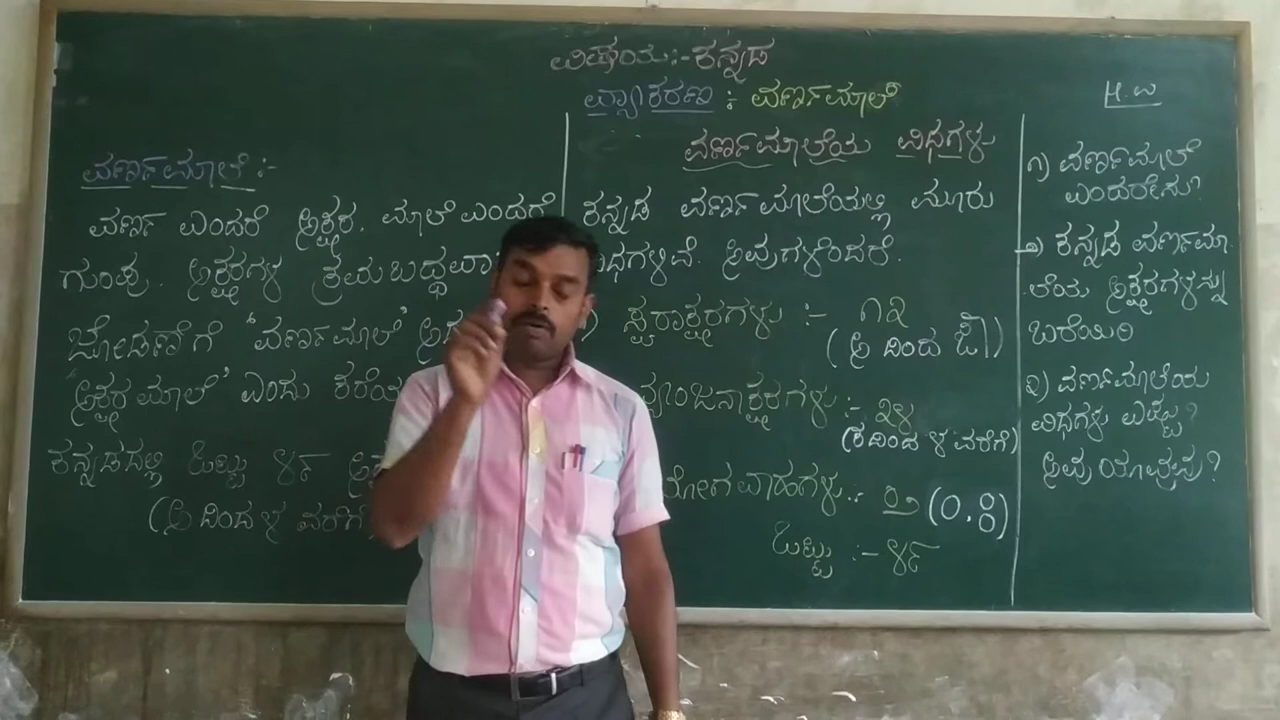 ವಿಷಯ:-ಕನ್ನಡ
ವ್ಯಾಕರಣ :- ವರ್ಣಮಾಲೆ
ವರ್ಣಮಾಲೆ :-
ವರ್ಣ ಎಂದರೆ ಅಕ್ಷರ. ಮಾಲೆ ಎಂದರೆ
ಗುಂಪು. ಅಕ್ಷರಗಳ ಕ್ರಮಬದ್ಧವಾ
ಜೋಡಣೆಗೆ 'ವರ್ಣಮಾಲೆ' ಅ
'ಅಕ್ಷರಮಾಲೆ' ಎಂದು ಕರೆಯ
ಕನ್ನಡದಲ್ಲಿ ಒಟ್ಟು ೪೯ ಅ
(ಅ ದಿಂದ ಳ ವರೆಗೆ
ವರ್ಣಮಾಲೆಯ ವಿಧಗಳು
ಕನ್ನಡ ವರ್ಣಮಾಲೆಯಲ್ಲಿ ಮೂರು
ವಿಧಗಳಿವೆ. ಅವುಗಳೆಂದರೆ.
) ಸ್ವರಾಕ್ಷರಗಳು :- ೧೩
(ಅ ದಿಂದ ಔ)
ವ್ಯಂಜನಾಕ್ಷರಗಳು :- ೩೪
(ಕದಿಂದ ಳ ವರೆಗೆ)
ಯೋಗವಾಹಗಳು :- ೨ (ಂ,ಃ)
ಒಟ್ಟು :- ೪೯
H.W
೧) ವರ್ಣಮಾಲೆ
ಎಂದರೇನು?
೨) ಕನ್ನಡ ವರ್ಣಮಾ
-ಲೆಯ ಅಕ್ಷರಗಳನ್ನು
ಬರೆಯಿರಿ
೩) ವರ್ಣಮಾಲೆಯ
ವಿಧಗಳು ಎಷ್ಟು?
ಅವು ಯಾವುವು?